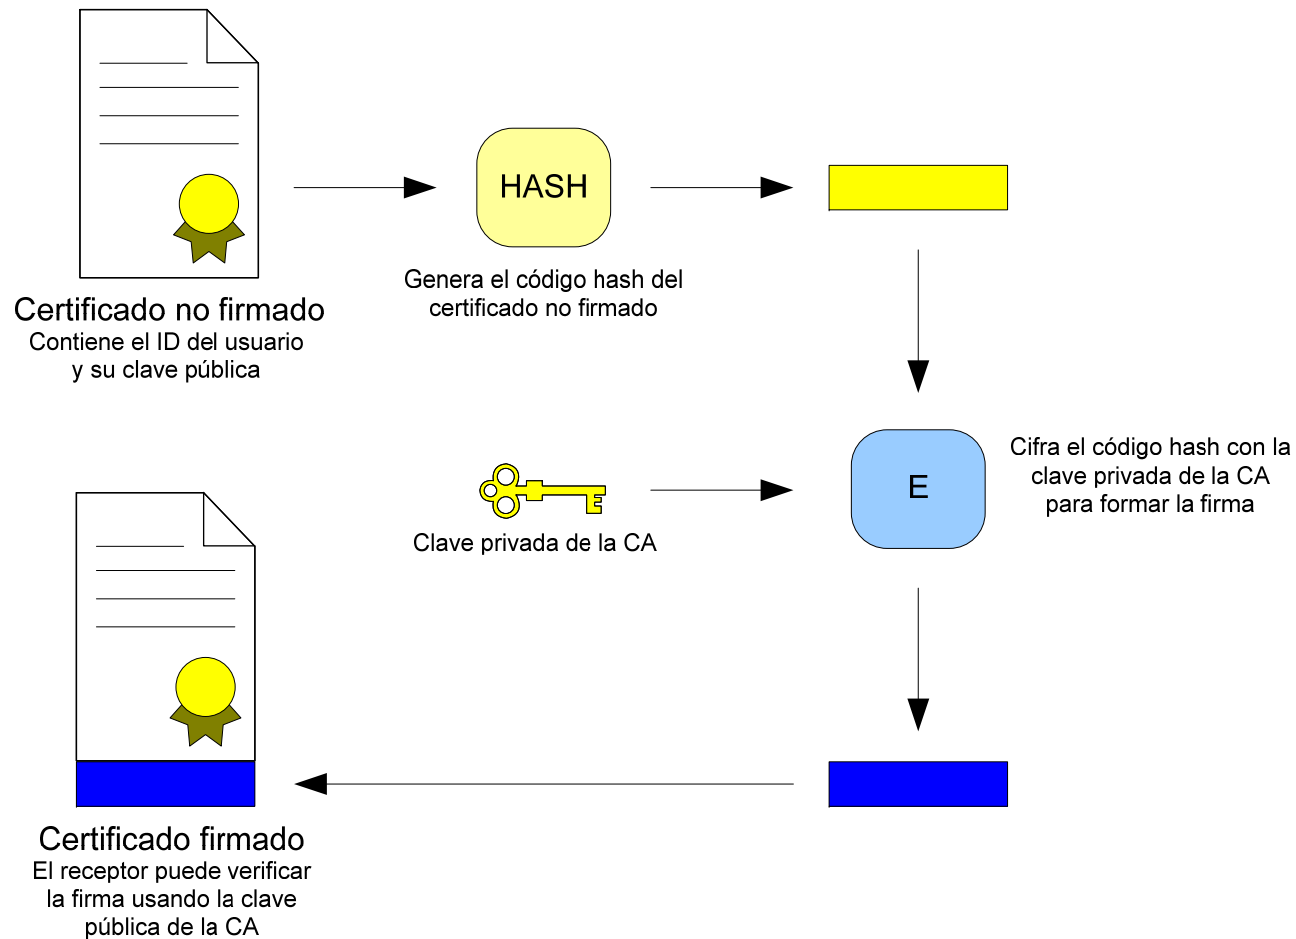 HASH
Genera el código hash del
certificado no firmado
Certificado no firmado
Contiene el ID del usuario
y su clave pública
Cifra el código hash con la
clave privada de la CA
para formar la firma
E
Clave privada de la CA
Certificado firmado
El receptor puede verificar
la firma usando la clave
pública de la CA